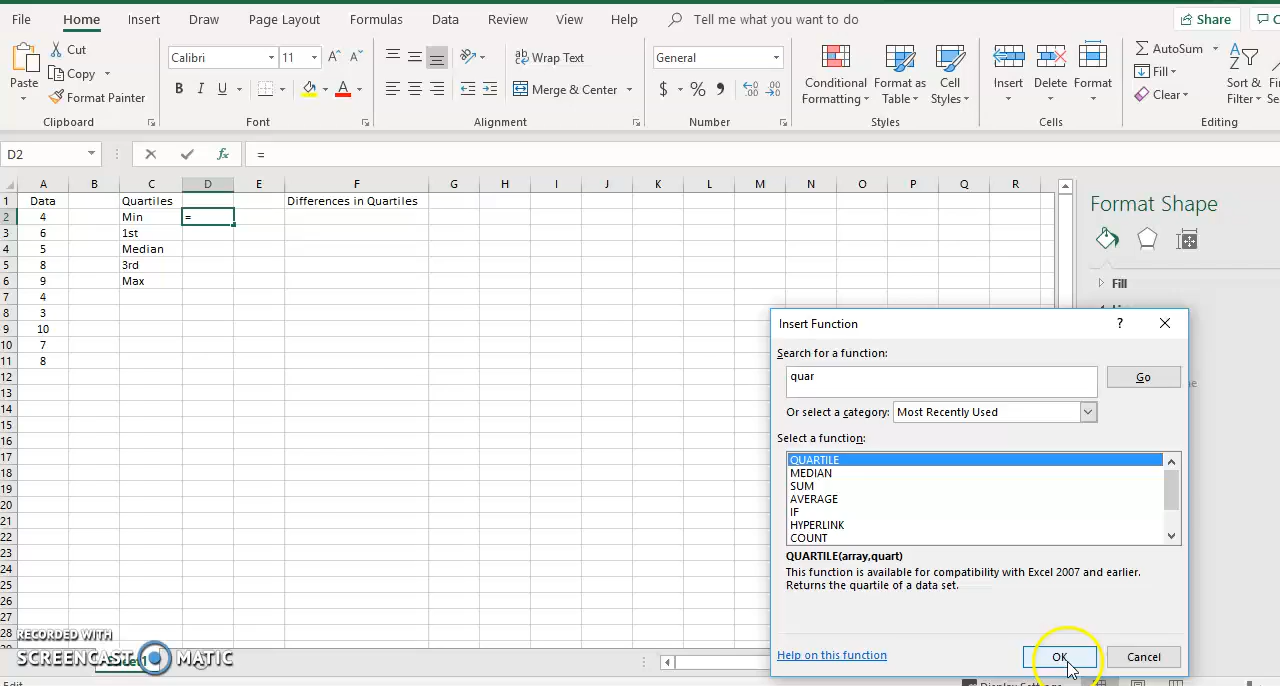 File Home Insert Draw Page Layout Formulas Data Review View Help Tell me what you want to do Share
Paste Cut Copy Format Painter
Calibri 11 A A General
Wrap Text AutoSum
B I U A Merge & Center $ % , Fill
Conditional Formatting Format as Table Cell Styles Insert Delete Format Clear Sort & Filter
Clipboard Font Alignment Number Styles Cells Editing
D2 fx =
A B C D E F G H I J K L M N O P Q R
1 Data Quartiles Differences in Quartiles
2 4 Min =
3 6 1st
4 5 Median
5 8 3rd
6 9 Max
7 4
8 3
9 10
10 7
11 8
12
13
14
15
16
17
18
19
20
21
22
23
24
25
26
27
28
Format Shape
Fill
Insert Function ?
Search for a function:
quar
Go
Or select a category: Most Recently Used
Select a function:
QUARTILE
MEDIAN
SUM
AVERAGE
IF
HYPERLINK
COUNT
QUARTILE(array,quart)
This function is available for compatibility with Excel 2007 and earlier.
Returns the quartile of a data set.
Help on this function OK Cancel
RECORDED WITH
SCREENCAST MATIC